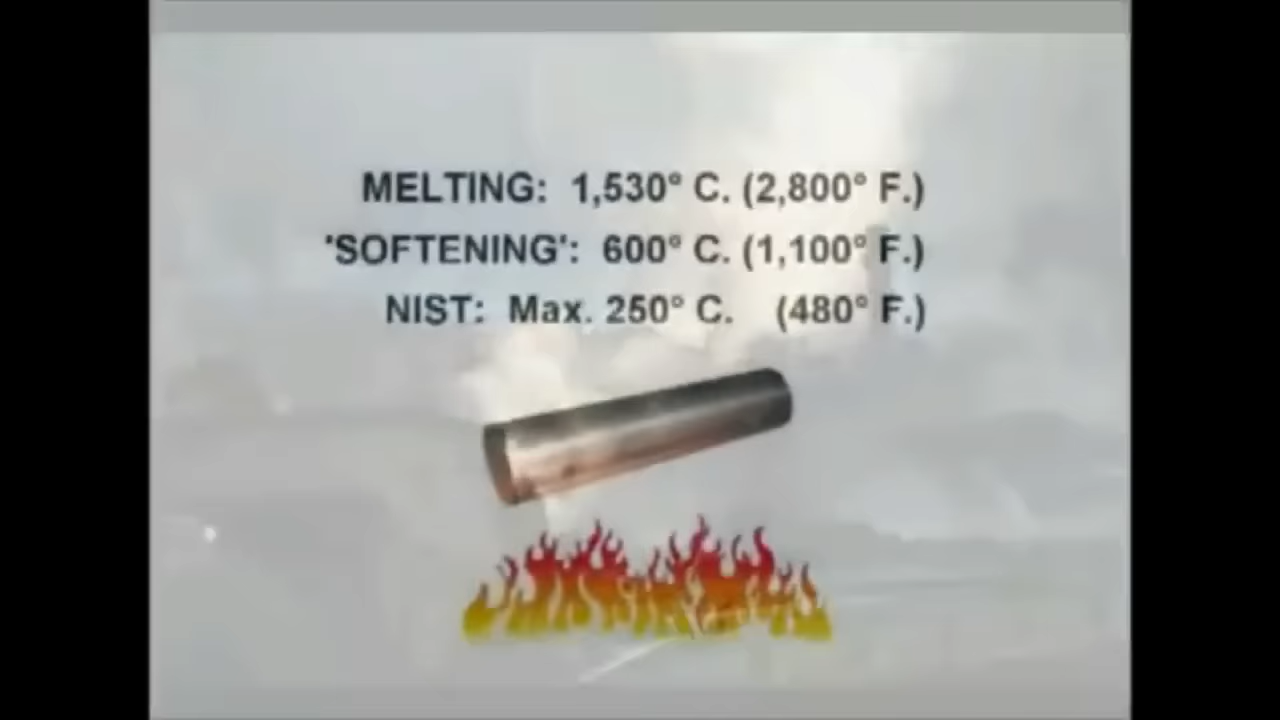 MELTING: 1,530° C. (2,800° F.)
'SOFTENING': 600° C. (1,100° F.)
NIST: Max. 250° C. (480° F.)